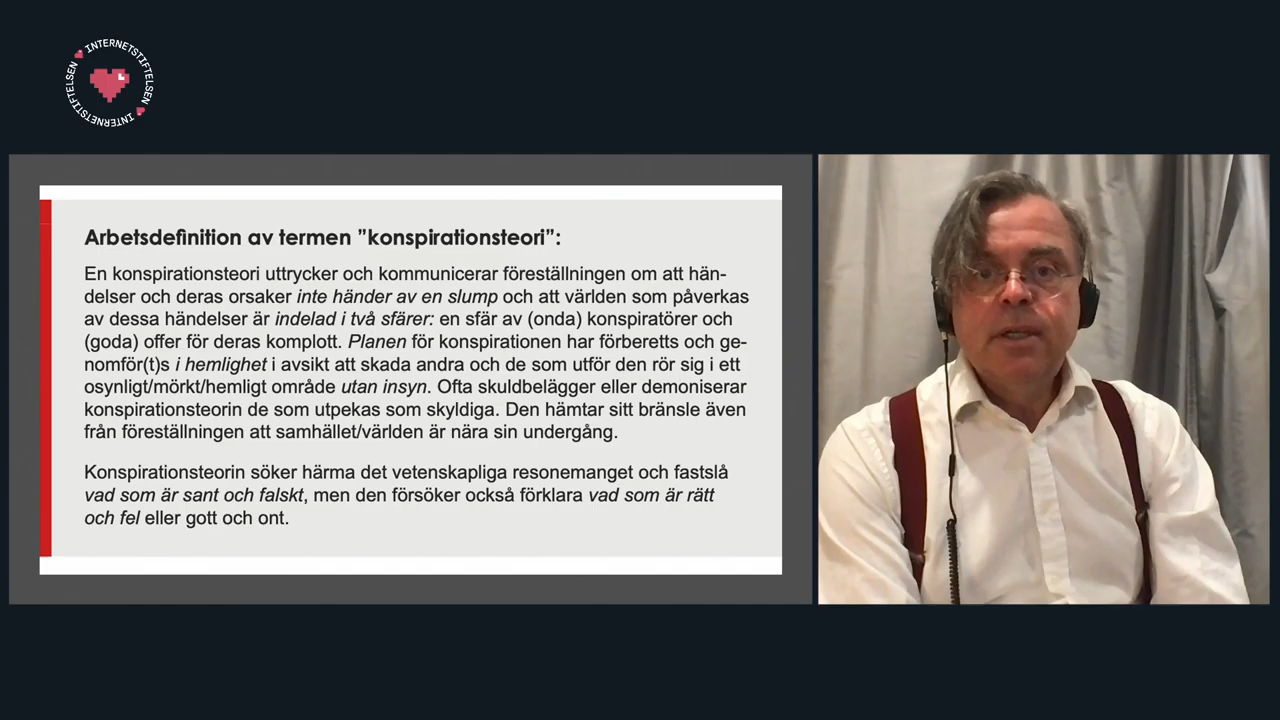 INTERNETSTIFTELSEN
INTERNETSTIFTELSEN
Arbetsdefinition av termen ”konspirationsteori”:
En konspirationsteori uttrycker och kommunicerar föreställningen om att hän-
delser och deras orsaker inte händer av en slump och att världen som påverkas
av dessa händelser är indelad i två sfärer: en sfär av (onda) konspiratörer och
(goda) offer för deras komplott. Planen för konspirationen har förberetts och ge-
nomför(t)s i hemlighet i avsikt att skada andra och de som utför den rör sig i ett
osynligt/mörkt/hemligt område utan insyn. Ofta skuldbelägger eller demoniserar
konspirationsteorin de som utpekas som skyldiga. Den hämtar sitt bränsle även
från föreställningen att samhället/världen är nära sin undergång.
Konspirationsteorin söker härma det vetenskapliga resonemanget och fastslå
vad som är sant och falskt, men den försöker också förklara vad som är rätt
och fel eller gott och ont.